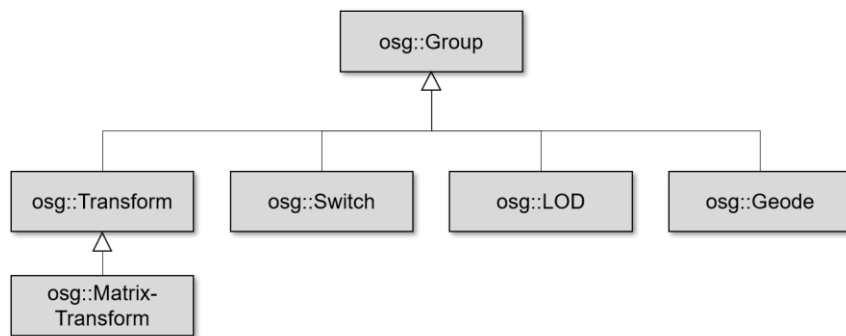 osg::Group
osg::Transform
osg::Switch
osg::LOD
osg::Geode
osg::Matrix-
Transform